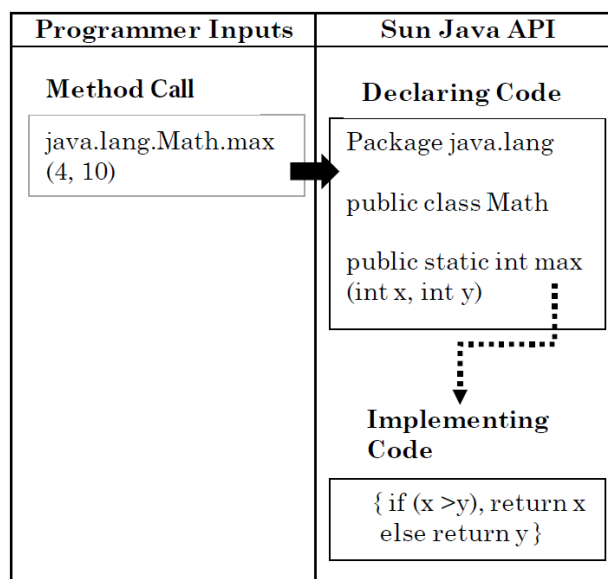 Programmer Inputs
Sun Java API
Method Call
java.lang.Math.max
(4, 10)
Declaring Code
Package java.lang
public class Math
public static int max
(int x, int y)
Implementing
Code
{ if (x >y), return x
else return y }